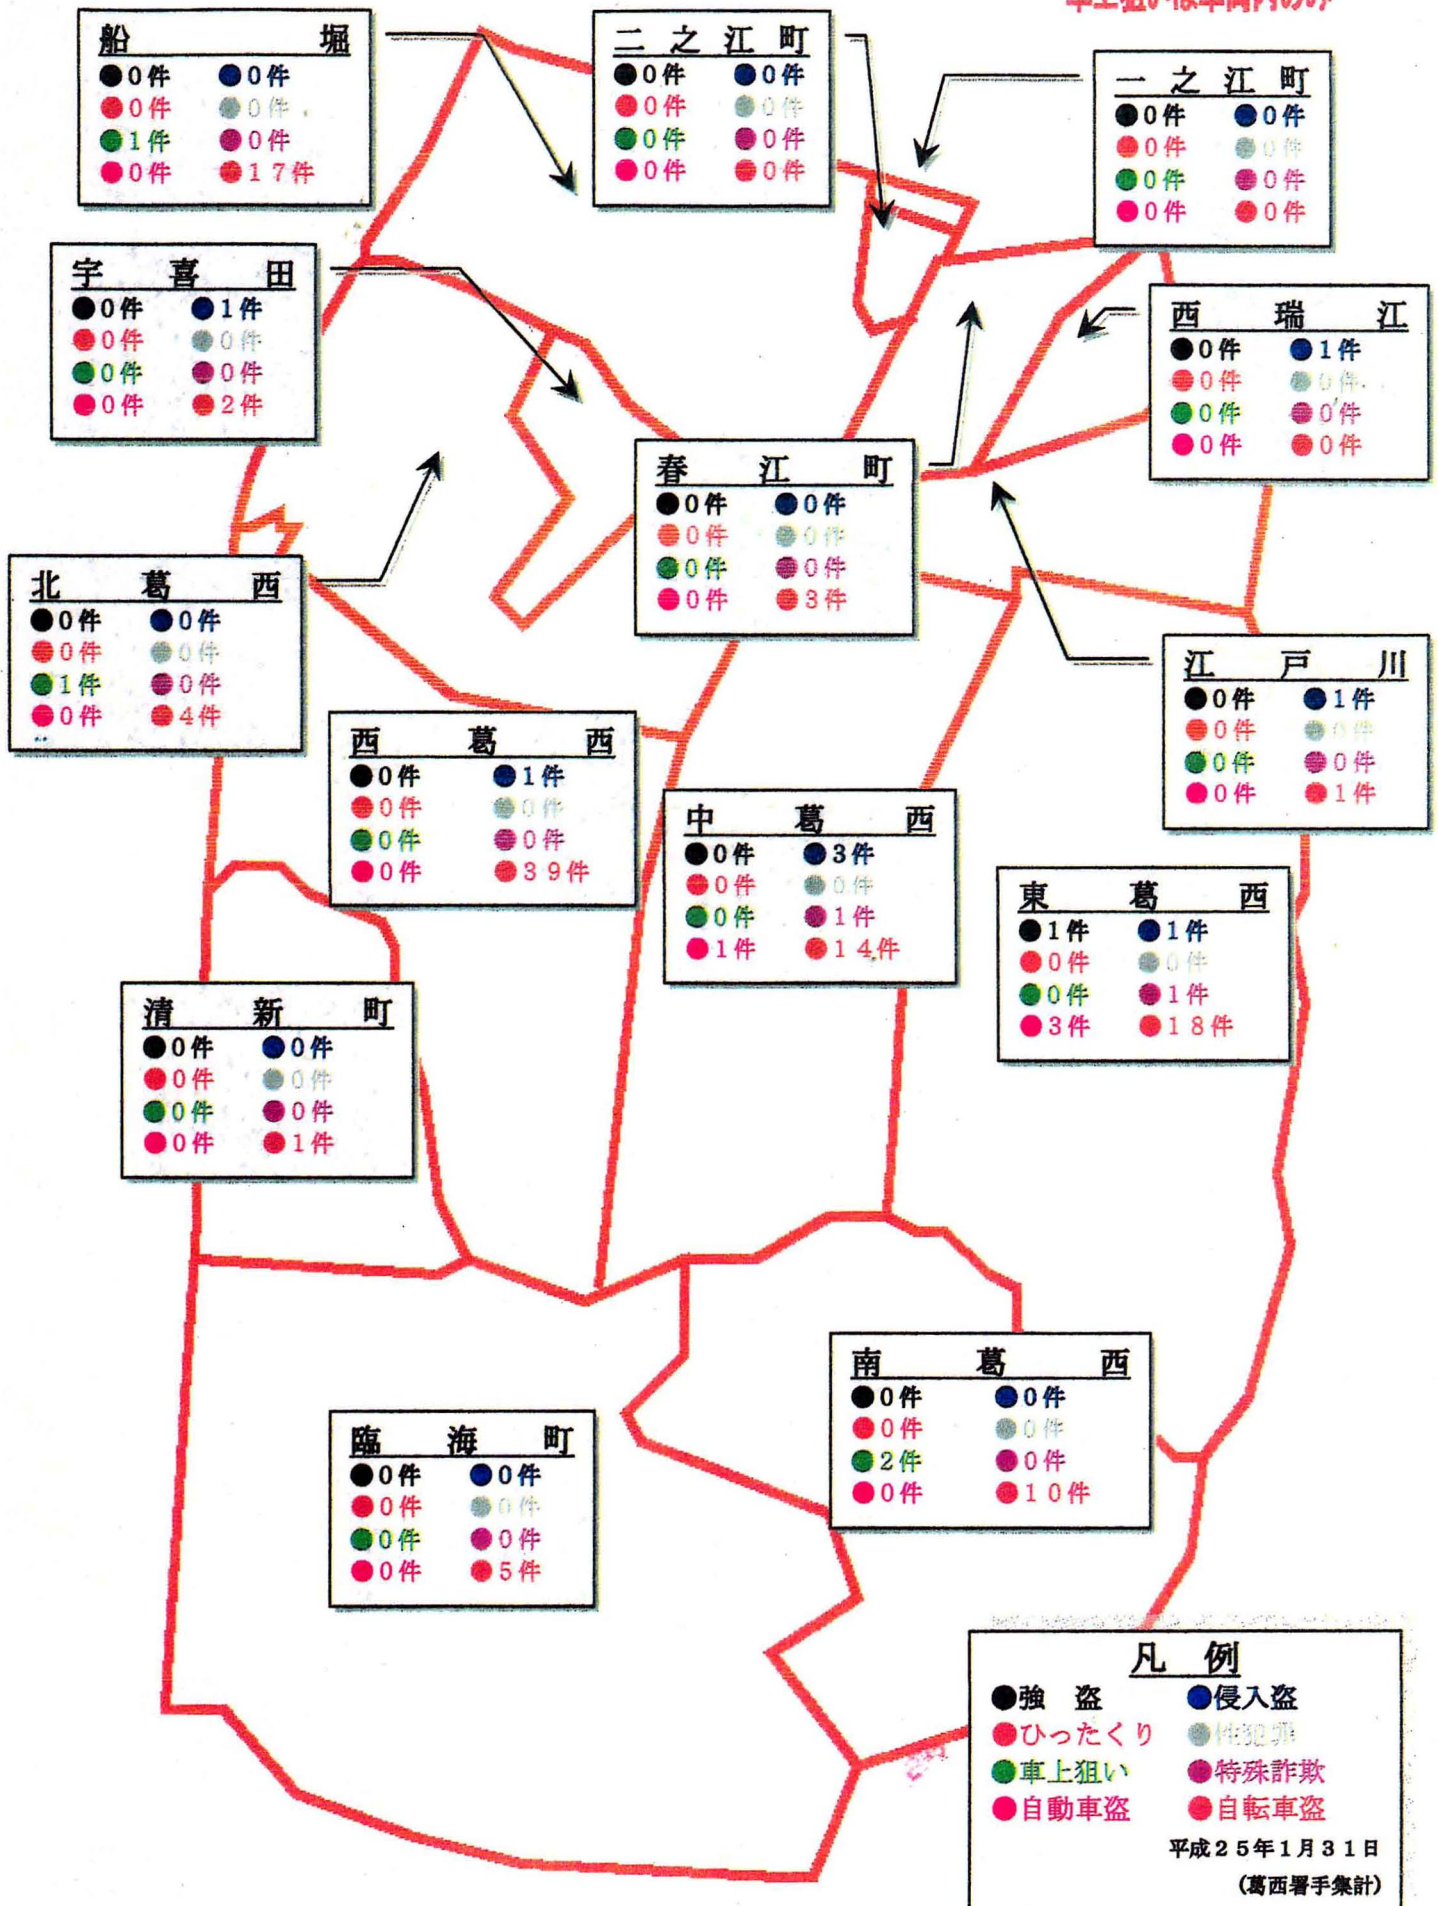 車上狙いは車両内のみ
船堀
●0件 ●0件
●0件 ●0件
●1件 ●0件
●0件 ●17件
二之江町
●0件 ●0件
●0件 ●0件
●0件 ●0件
●0件 ●0件
一之江町
●0件 ●0件
●0件 ●0件
●0件 ●0件
●0件 ●0件
宇喜田
●0件 ●1件
●0件 ●0件
●0件 ●0件
●0件 ●2件
西瑞江
●0件 ●1件
●0件 ●0件
●0件 ●0件
●0件 ●0件
春江町
●0件 ●0件
●0件 ●0件
●0件 ●0件
●0件 ●3件
北葛西
●0件 ●0件
●0件 ●0件
●1件 ●0件
●0件 ●4件
江戸川
●0件 ●1件
●0件 ●0件
●0件 ●0件
●0件 ●1件
西葛西
●0件 ●1件
●0件 ●0件
●0件 ●0件
●0件 ●39件
中葛西
●0件 ●3件
●0件 ●0件
●0件 ●1件
●1件 ●14件
東葛西
●1件 ●1件
●0件 ●0件
●0件 ●1件
●3件 ●18件
清新町
●0件 ●0件
●0件 ●0件
●0件 ●0件
●0件 ●1件
南葛西
●0件 ●0件
●0件 ●0件
●2件 ●0件
●0件 ●10件
臨海町
●0件 ●0件
●0件 ●0件
●0件 ●0件
●0件 ●5件
凡例
●強盗 ●侵入盗
●ひったくり ●性犯罪
●車上狙い ●特殊詐欺
●自動車盗 ●自転車盗
平成25年1月31日
(葛西署手集計)